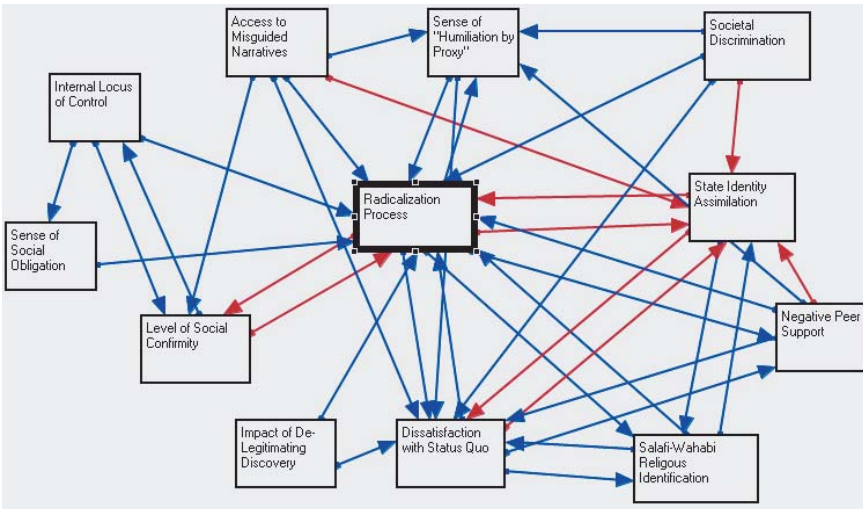 Access to
Misguided
Narratives
Sense of
"Humiliation by
Proxy"
Societal
Discrimination
Internal Locus
of Control
Radicalization
Process
State Identity
Assimilation
Sense of
Social
Obligation
Level of Social
Confirmity
Negative Peer
Support
Impact of De-
Legitimating
Discovery
Dissatisfaction
with Status Quo
Salafi-Wahabi
Religous
Identification